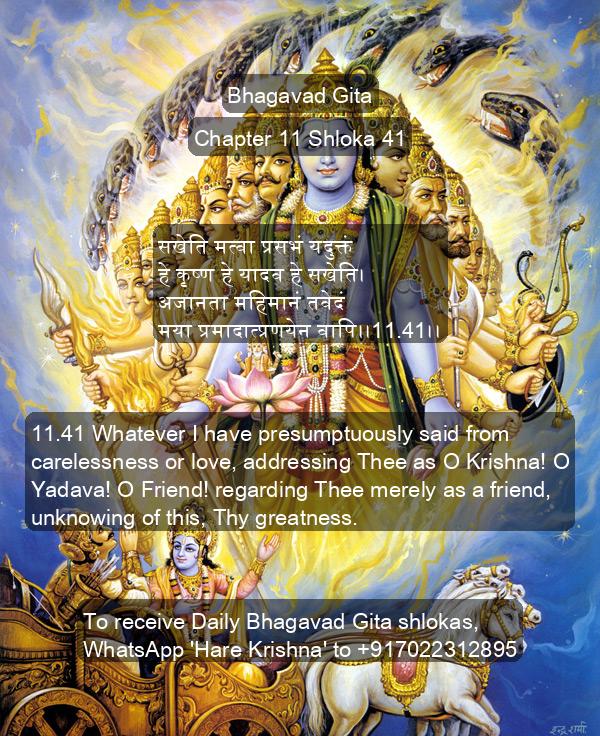 Bhagavad Gita
Chapter 11 Shloka 41
सखेति मत्वा प्रसभं यदुक्तं
हे कृष्ण हे यादव हे सखेति।
अजानता महिमानं तवेदं
मया प्रमादात्प्रणयेन वापि।।11.41।।
11.41 Whatever I have presumptuously said from
carelessness or love, addressing Thee as O Krishna! O
Yadava! O Friend! regarding Thee merely as a friend,
unknowing of this, Thy greatness.
To receive Daily Bhagavad Gita shlokas,
WhatsApp 'Hare Krishna' to +917022312895
इन्द्र शर्मा